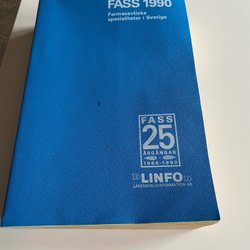 FASS 1990
Farmacevtiska
specialiteter i Sverige
FASS
25
ÅRGÅNGAR
1966-1990
LINFO
LÄKEMEDELSINFORMATION AB